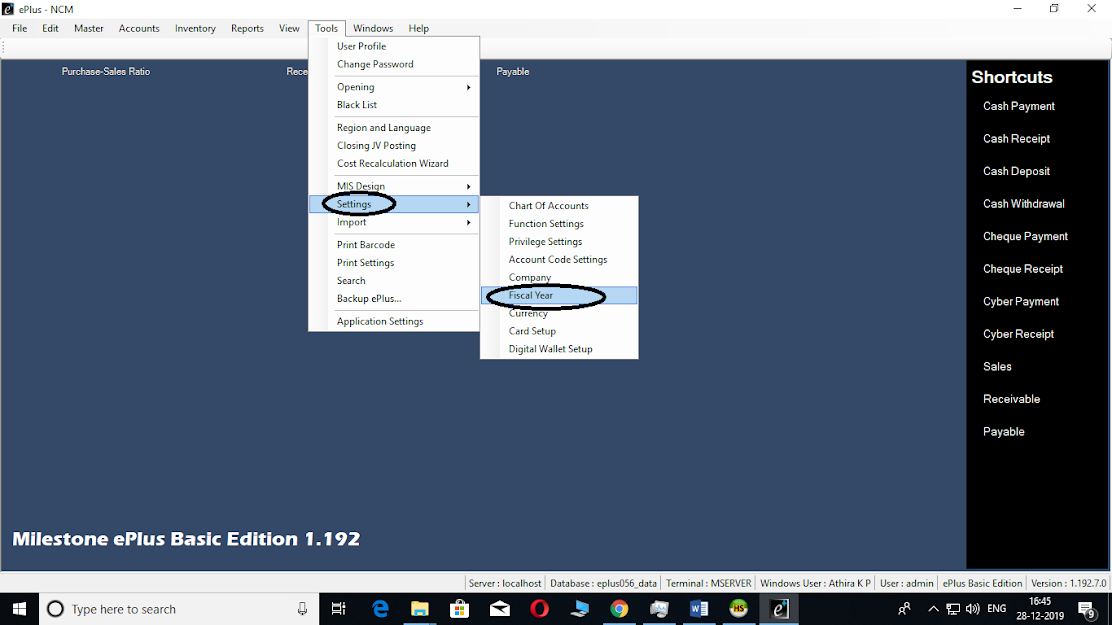 ePlus - NCM
File Edit Master Accounts Inventory Reports View Tools Windows Help
Purchase-Sales Ratio
Rece
Payable
User Profile
Change Password
Opening
Black List
Region and Language
Closing JV Posting
Cost Recalculation Wizard
MIS Design
Settings
Import
Print Barcode
Print Settings
Search
Backup ePlus...
Application Settings
Chart Of Accounts
Function Settings
Privilege Settings
Account Code Settings
Company
Fiscal Year
Currency
Card Setup
Digital Wallet Setup
Shortcuts
Cash Payment
Cash Receipt
Cash Deposit
Cash Withdrawal
Cheque Payment
Cheque Receipt
Cyber Payment
Cyber Receipt
Sales
Receivable
Payable
Milestone ePlus Basic Edition 1.192
Server : localhost Database : eplus056_data Terminal : MSERVER Windows User : Athira K P User : admin ePlus Basic Edition Version : 1.192.7.0
Type here to search
HS
ENG
16:45
28-12-2019
9